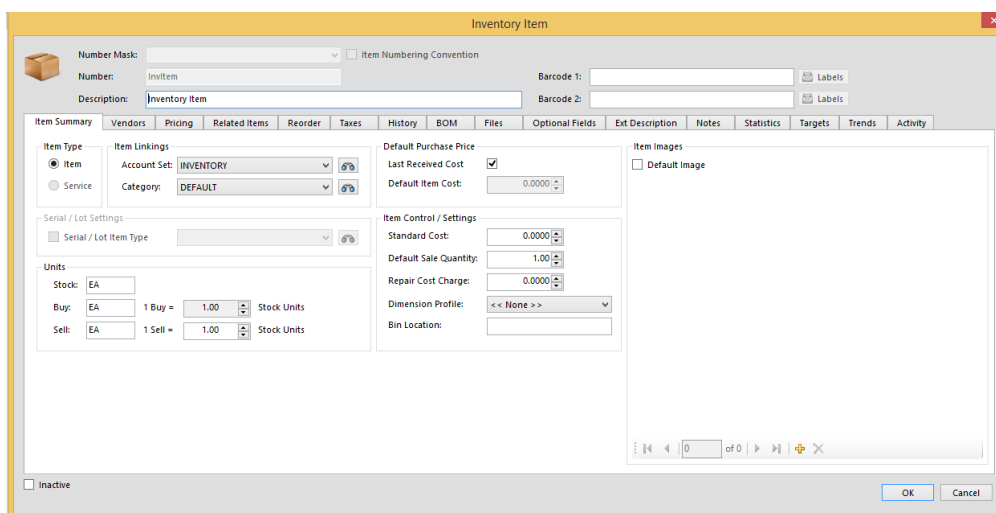 Inventory Item
Number Mask: Item Numbering Convention
Number: InvItem Barcode 1: Labels
Description: Inventory Item Barcode 2: Labels
Item Summary Vendors Pricing Related Items Reorder Taxes History BOM Files Optional Fields Ext Description Notes Statistics Targets Trends Activity
Item Type Item Linkings Default Purchase Price Item Images
Item Account Set: INVENTORY Last Received Cost Default Image
Service Category: DEFAULT Default Item Cost: 0.0000
Serial / Lot Settings Item Control / Settings
Serial / Lot Item Type Standard Cost: 0.0000
Units Default Sale Quantity: 1.00
Stock: EA Repair Cost Charge: 0.0000
Buy: EA 1 Buy = 1.00 Stock Units Dimension Profile: << None >>
Sell: EA 1 Sell = 1.00 Stock Units Bin Location:
0 of 0
Inactive
OK Cancel